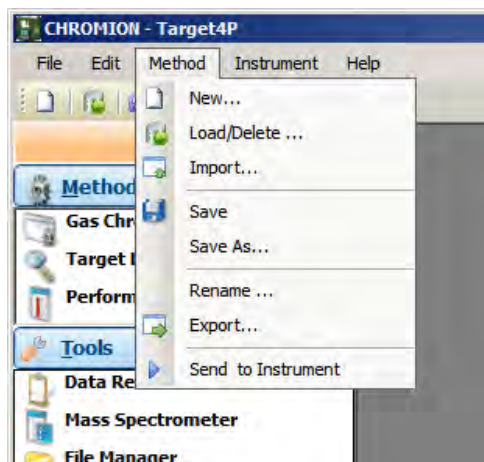 CHROMION - Target4P
File Edit Method Instrument Help
New...
Load/Delete ...
Import...
Method
Save
Gas Chr
Save As...
Target
Rename ...
Perform
Export...
Tools
Send to Instrument
Data Re
Mass Spectrometer
File Manager